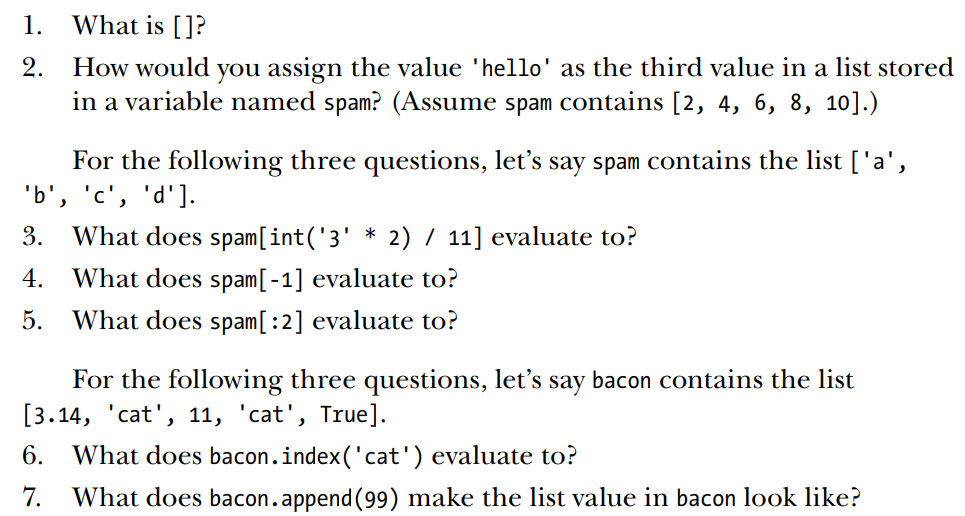 1. What is []?
2. How would you assign the value 'hello' as the third value in a list stored
in a variable named spam? (Assume spam contains [2, 4, 6, 8, 10].)
For the following three questions, let’s say spam contains the list ['a',
'b', 'c', 'd'].
3. What does spam[int('3' * 2) / 11] evaluate to?
4. What does spam[-1] evaluate to?
5. What does spam[:2] evaluate to?
For the following three questions, let’s say bacon contains the list
[3.14, 'cat', 11, 'cat', True].
6. What does bacon.index('cat') evaluate to?
7. What does bacon.append(99) make the list value in bacon look like?